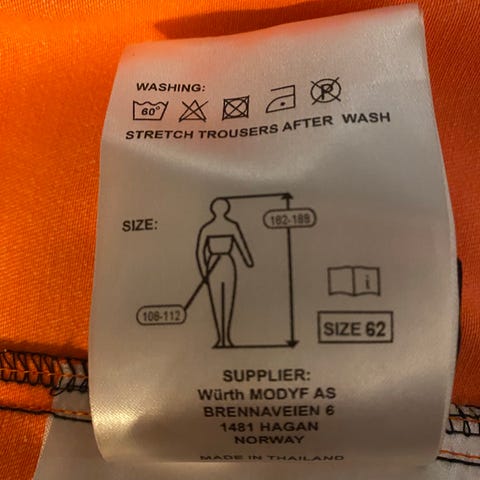 WASHING:
60°
P
STRETCH TROUSERS AFTER WASH
SIZE:
182-188
108-112
i
SIZE 62
SUPPLIER:
Würth MODYF AS
BRENNAVEIEN 6
1481 HAGAN
NORWAY
MADE IN THAILAND